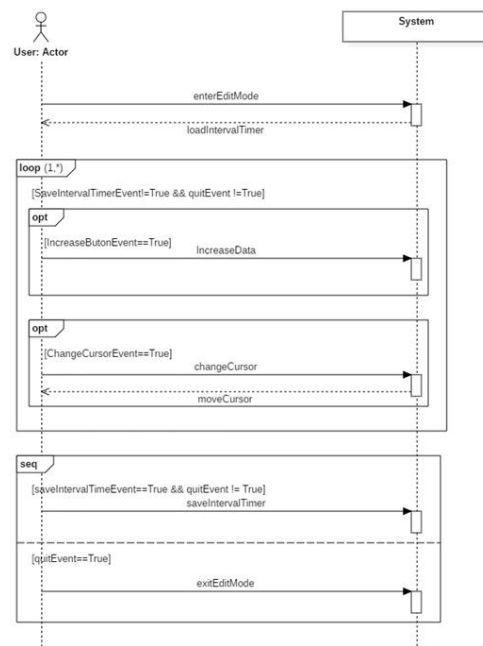 System
User: Actor
enterEditMode
loadIntervalTimer
loop (1,*)
[SaveIntervalTimerEvent!=True && quitEvent !=True]
opt
[IncreaseButonEvent==True]
IncreaseData
opt
[ChangeCursorEvent==True]
changeCursor
moveCursor
seq
[saveIntervalTimeEvent==True && quitEvent != True]
saveIntervalTimer
[quitEvent==True]
exitEditMode